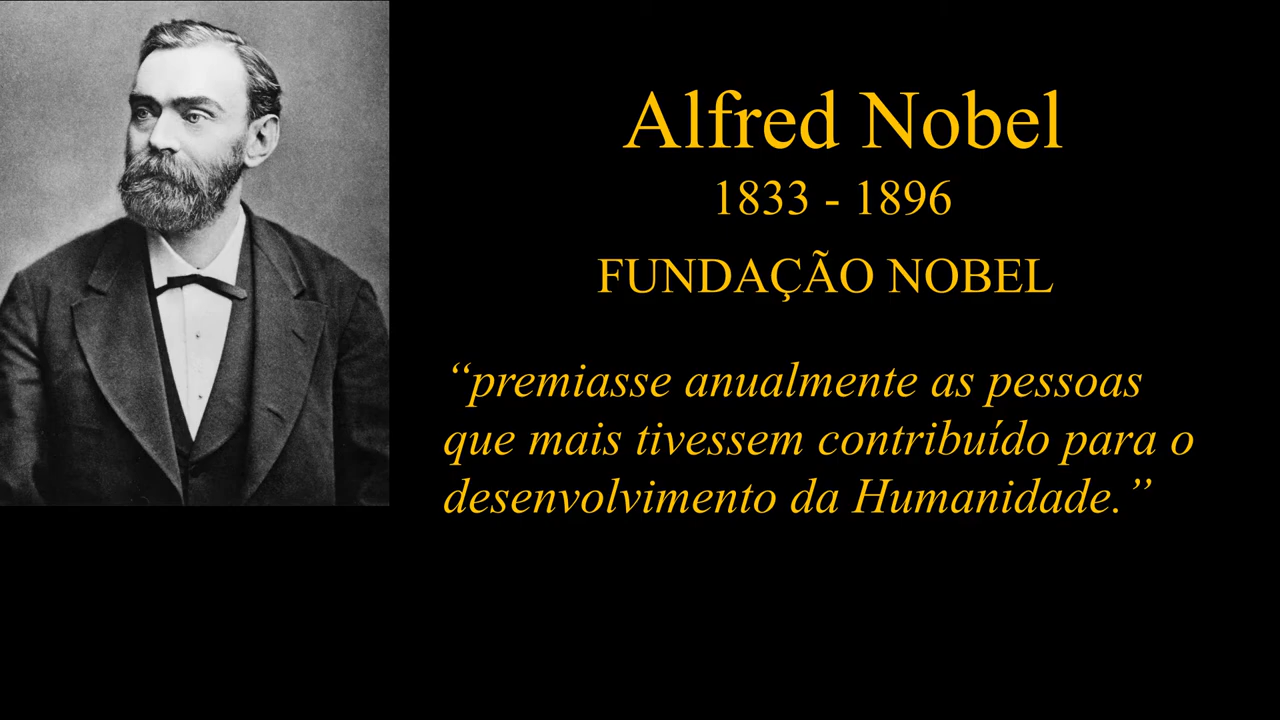 Alfred Nobel
1833 - 1896
FUNDAÇÃO NOBEL
“premiasse anualmente as pessoas
que mais tivessem contribuído para o
desenvolvimento da Humanidade.”